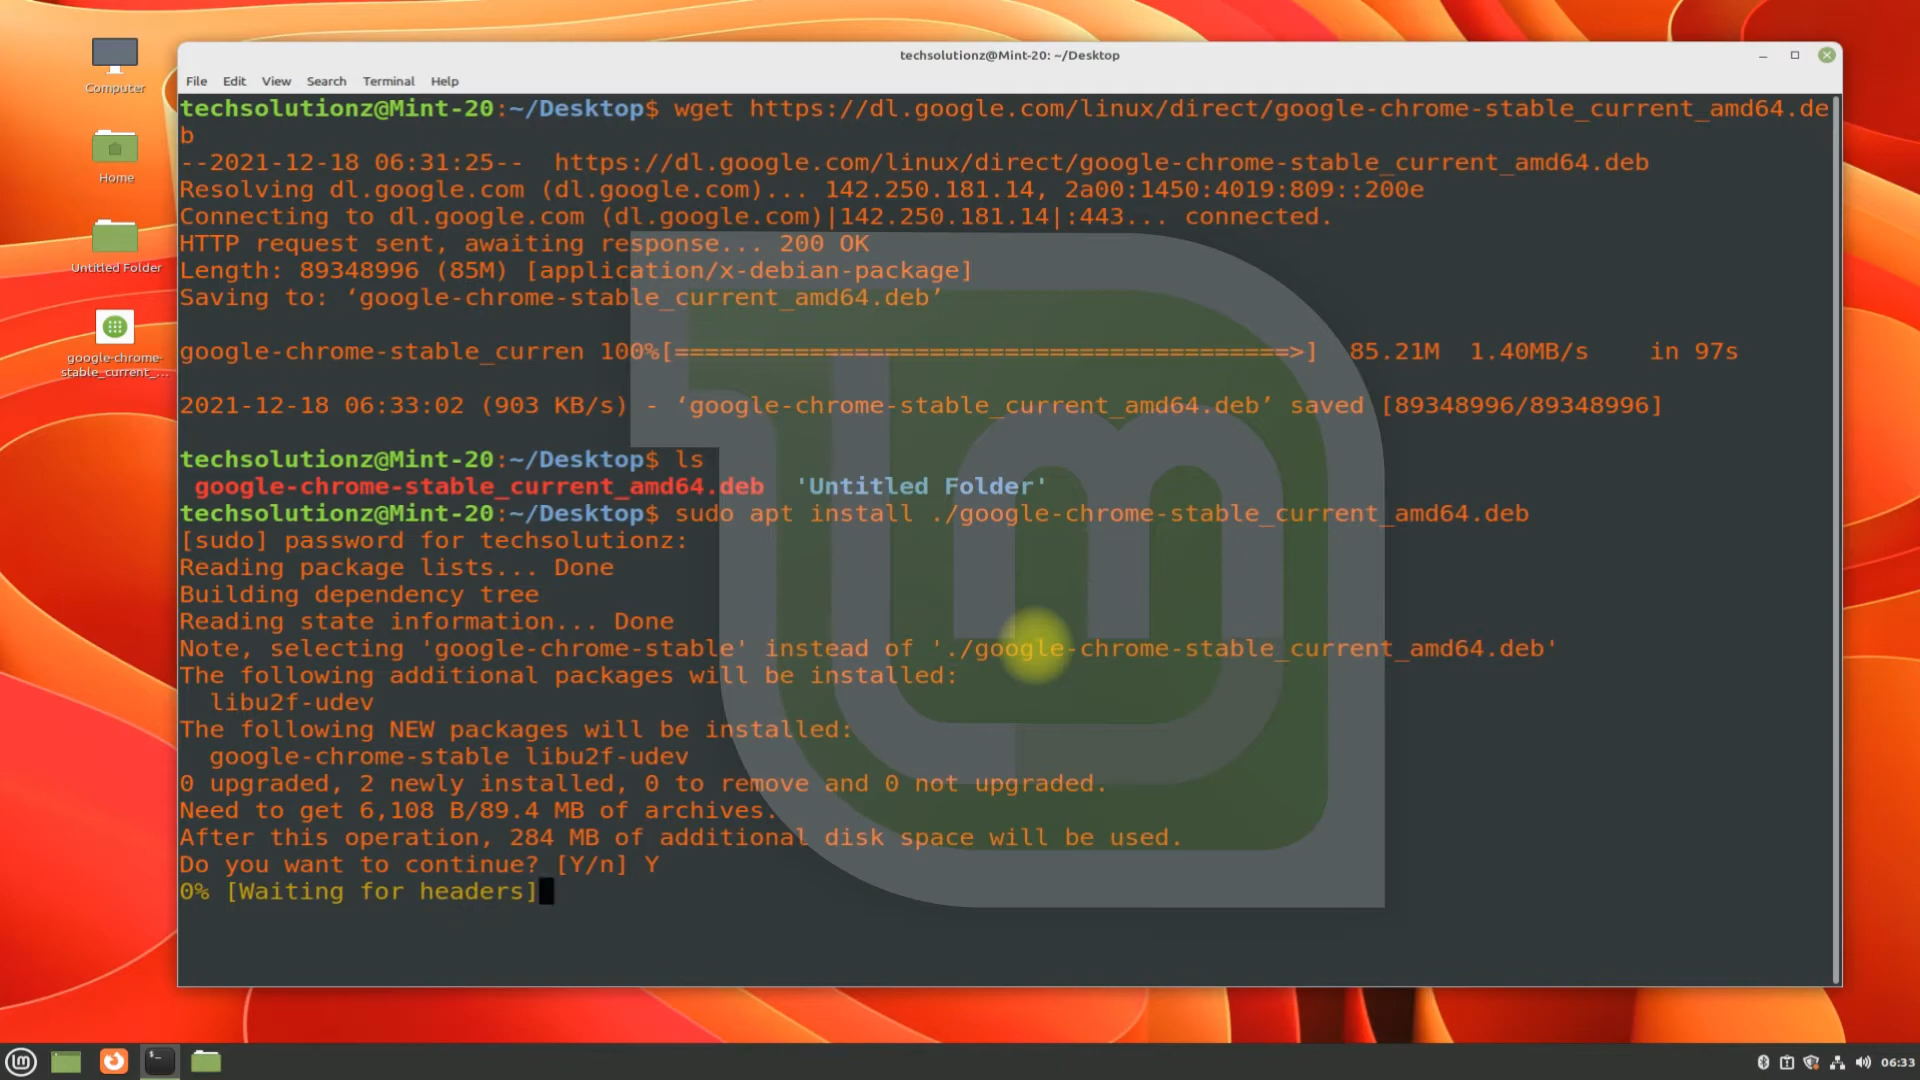 techsolutionz@Mint-20: ~/Desktop
File Edit View Search Terminal Help
Computer
Home
Untitled Folder
google-chrome-
stable_current_...
techsolutionz@Mint-20:~/Desktop$ wget https://dl.google.com/linux/direct/google-chrome-stable_current_amd64.de
b
--2021-12-18 06:31:25--  https://dl.google.com/linux/direct/google-chrome-stable_current_amd64.deb
Resolving dl.google.com (dl.google.com)... 142.250.181.14, 2a00:1450:4019:809::200e
Connecting to dl.google.com (dl.google.com)|142.250.181.14|:443... connected.
HTTP request sent, awaiting response... 200 OK
Length: 89348996 (85M) [application/x-debian-package]
Saving to: ‘google-chrome-stable_current_amd64.deb’
google-chrome-stable_curren 100%[=========================================>]  85.21M  1.40MB/s    in 97s
2021-12-18 06:33:02 (903 KB/s) - ‘google-chrome-stable_current_amd64.deb’ saved [89348996/89348996]
techsolutionz@Mint-20:~/Desktop$ ls
google-chrome-stable_current_amd64.deb  'Untitled Folder'
techsolutionz@Mint-20:~/Desktop$ sudo apt install ./google-chrome-stable_current_amd64.deb
[sudo] password for techsolutionz:
Reading package lists... Done
Building dependency tree
Reading state information... Done
Note, selecting 'google-chrome-stable' instead of './google-chrome-stable_current_amd64.deb'
The following additional packages will be installed:
libu2f-udev
The following NEW packages will be installed:
google-chrome-stable libu2f-udev
0 upgraded, 2 newly installed, 0 to remove and 0 not upgraded.
Need to get 6,108 B/89.4 MB of archives.
After this operation, 284 MB of additional disk space will be used.
Do you want to continue? [Y/n] Y
0% [Waiting for headers]
06:33